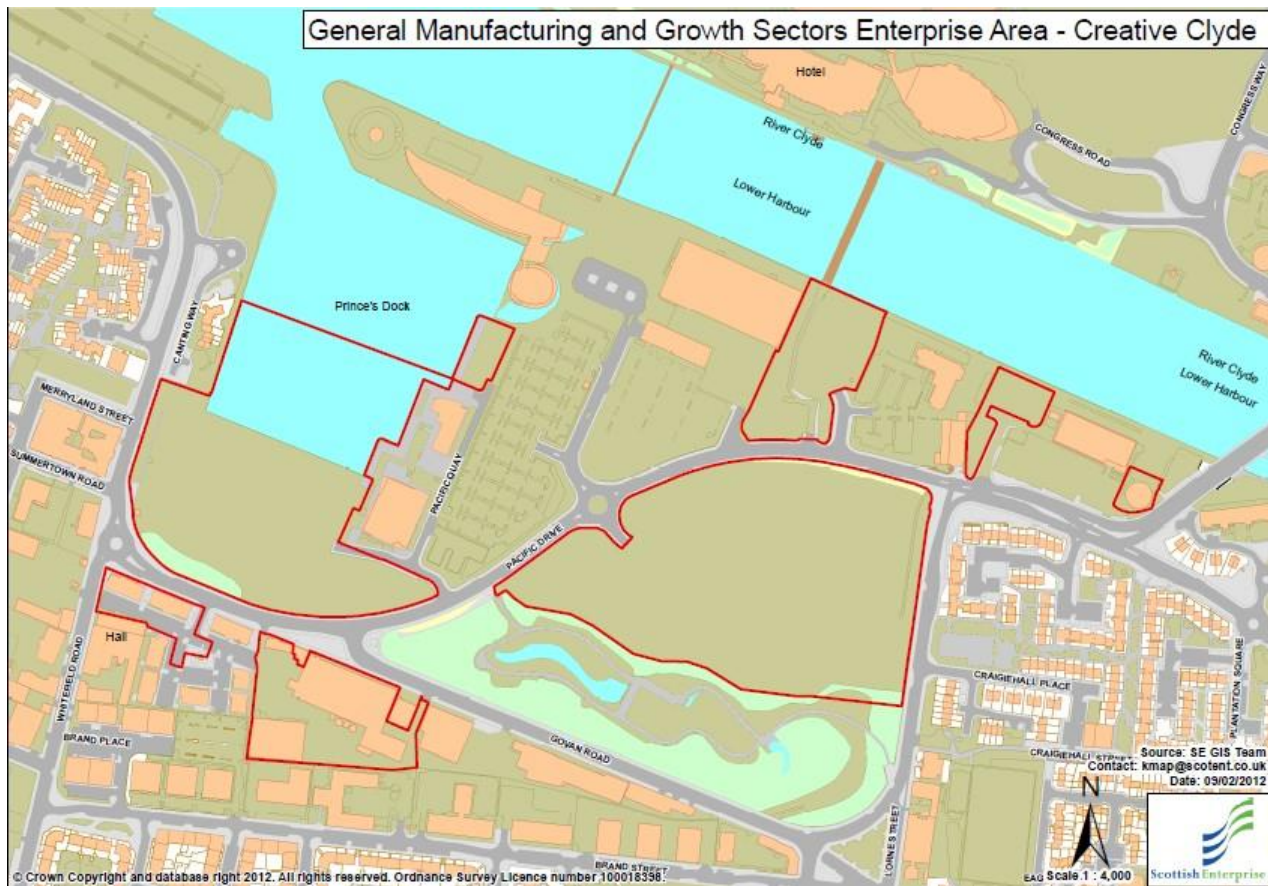 General Manufacturing and Growth Sectors Enterprise Area - Creative Clyde
Hotel
CONGRESS WAY
CONGRESS ROAD
River Clyde
Lower Harbour
Prince's Dock
CANTING WAY
River Clyde
Lower Harbour
MERRYLAND STREET
SUMMERTOWN ROAD
PACIFIC QUAY
PACIFIC DRIVE
Hall
WHITEFIELD ROAD
BRAND PLACE
GOVAN ROAD
CRAIGIEHALL PLACE
PLANTATION SQUARE
CRAIGIEHALL STREET
LORNE STREET
BRAND STREET
Source: SE GIS Team
Contact: kmap@scotent.co.uk
Date: 09/02/2012
N
Scale 1 : 4,000
Scottish Enterprise
© Crown Copyright and database right 2012. All rights reserved. Ordnance Survey Licence number 100018398.